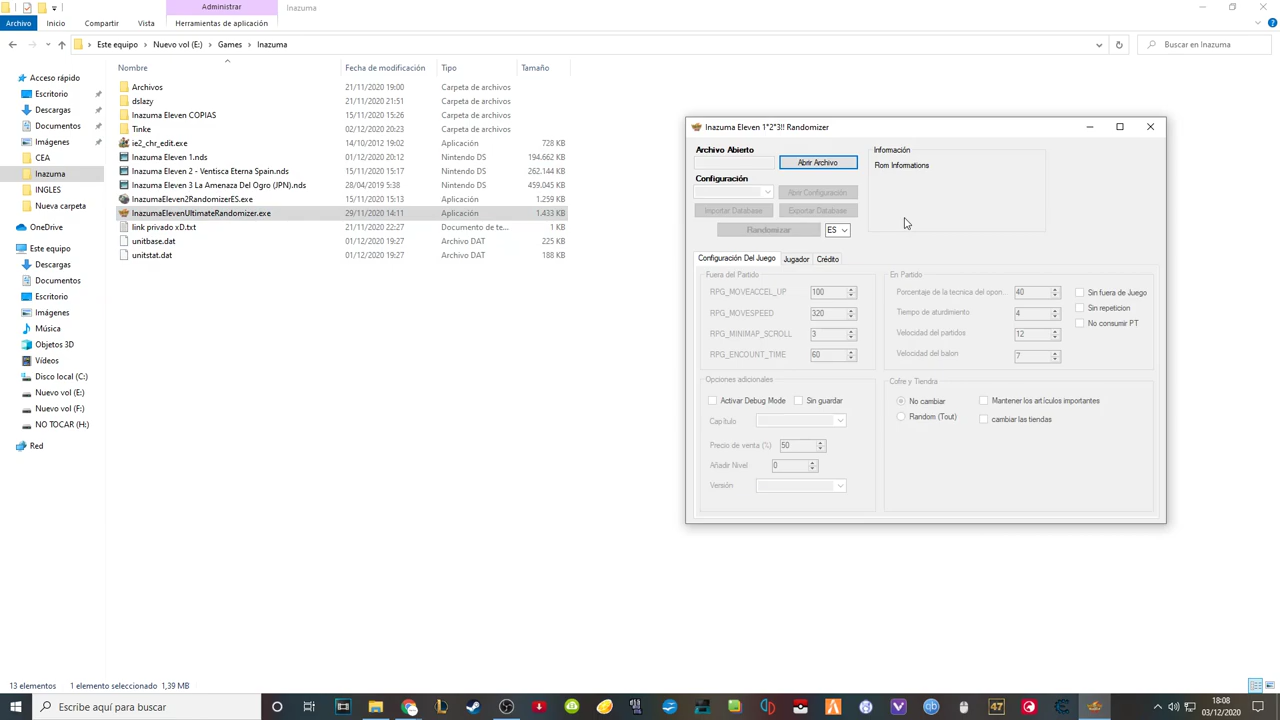 Administrar
Inazuma
Archivo
Inicio
Compartir
Vista
Herramientas de aplicación
Este equipo
Nuevo vol (E:)
Games
Inazuma
Buscar en Inazuma
Nombre
Fecha de modificación
Tipo
Tamaño
Acceso rápido
Escritorio
Descargas
Documentos
Imágenes
CEA
Inazuma
INGLES
Nueva carpeta
OneDrive
Este equipo
Descargas
Documentos
Escritorio
Imágenes
Música
Objetos 3D
Vídeos
Disco local (C:)
Nuevo vol (E:)
Nuevo vol (F:)
NO TOCAR (H:)
Red
Archivos 21/11/2020 19:00 Carpeta de archivos
dslazy 21/11/2020 21:51 Carpeta de archivos
Inazuma Eleven COPIAS 15/11/2020 15:26 Carpeta de archivos
Tinke 02/12/2020 20:23 Carpeta de archivos
ie2_chr_edit.exe 14/10/2012 19:02 Aplicación 728 KB
Inazuma Eleven 1.nds 01/12/2020 20:12 Nintendo DS 194.662 KB
Inazuma Eleven 2 - Ventisca Eterna Spain.nds 15/11/2020 15:17 Nintendo DS 262.144 KB
Inazuma Eleven 3 La Amenaza Del Ogro (JPN).nds 28/04/2019 5:38 Nintendo DS 459.045 KB
InazumaEleven2RandomizerES.exe 15/11/2020 15:13 Aplicación 1.259 KB
InazumaElevenUltimateRandomizer.exe 29/11/2020 14:11 Aplicación 1.433 KB
link privado xD.txt 21/11/2020 22:27 Documento de te... 1 KB
unitbase.dat 01/12/2020 19:27 Archivo DAT 225 KB
unitstat.dat 01/12/2020 19:27 Archivo DAT 188 KB
Inazuma Eleven 1*2*3!! Randomizer
Archivo Abierto
Abrir Archivo
Configuración
Abrir Configuración
Importar Database
Exportar Database
Randomizar
ES
Información
Rom Infomations
Configuración Del Juego
Jugador
Crédito
Fuera del Partido
RPG_MOVEACCEL_UP 100
RPG_MOVESPEED 320
RPG_MINIMAP_SCROLL 3
RPG_ENCOUNT_TIME 60
En Partido
Porcentaje de la tecnica del opon... 40
Tiempo de aturdimiento 4
Velocidad del partidos 12
Velocidad del balon 7
Sin fuera de Juego
Sin repeticion
No consumir PT
Opciones adicionales
Activar Debug Mode
Sin guardar
Capítulo
Precio de venta (%) 50
Añadir Nivel 0
Versión
Cofre y Tiendra
No cambiar
Mantener los artículos importantes
Random (Tout)
cambiar las tiendas
13 elementos
1 elemento seleccionado 1,39 MB
Escribe aquí para buscar
47
18:08
03/12/2020